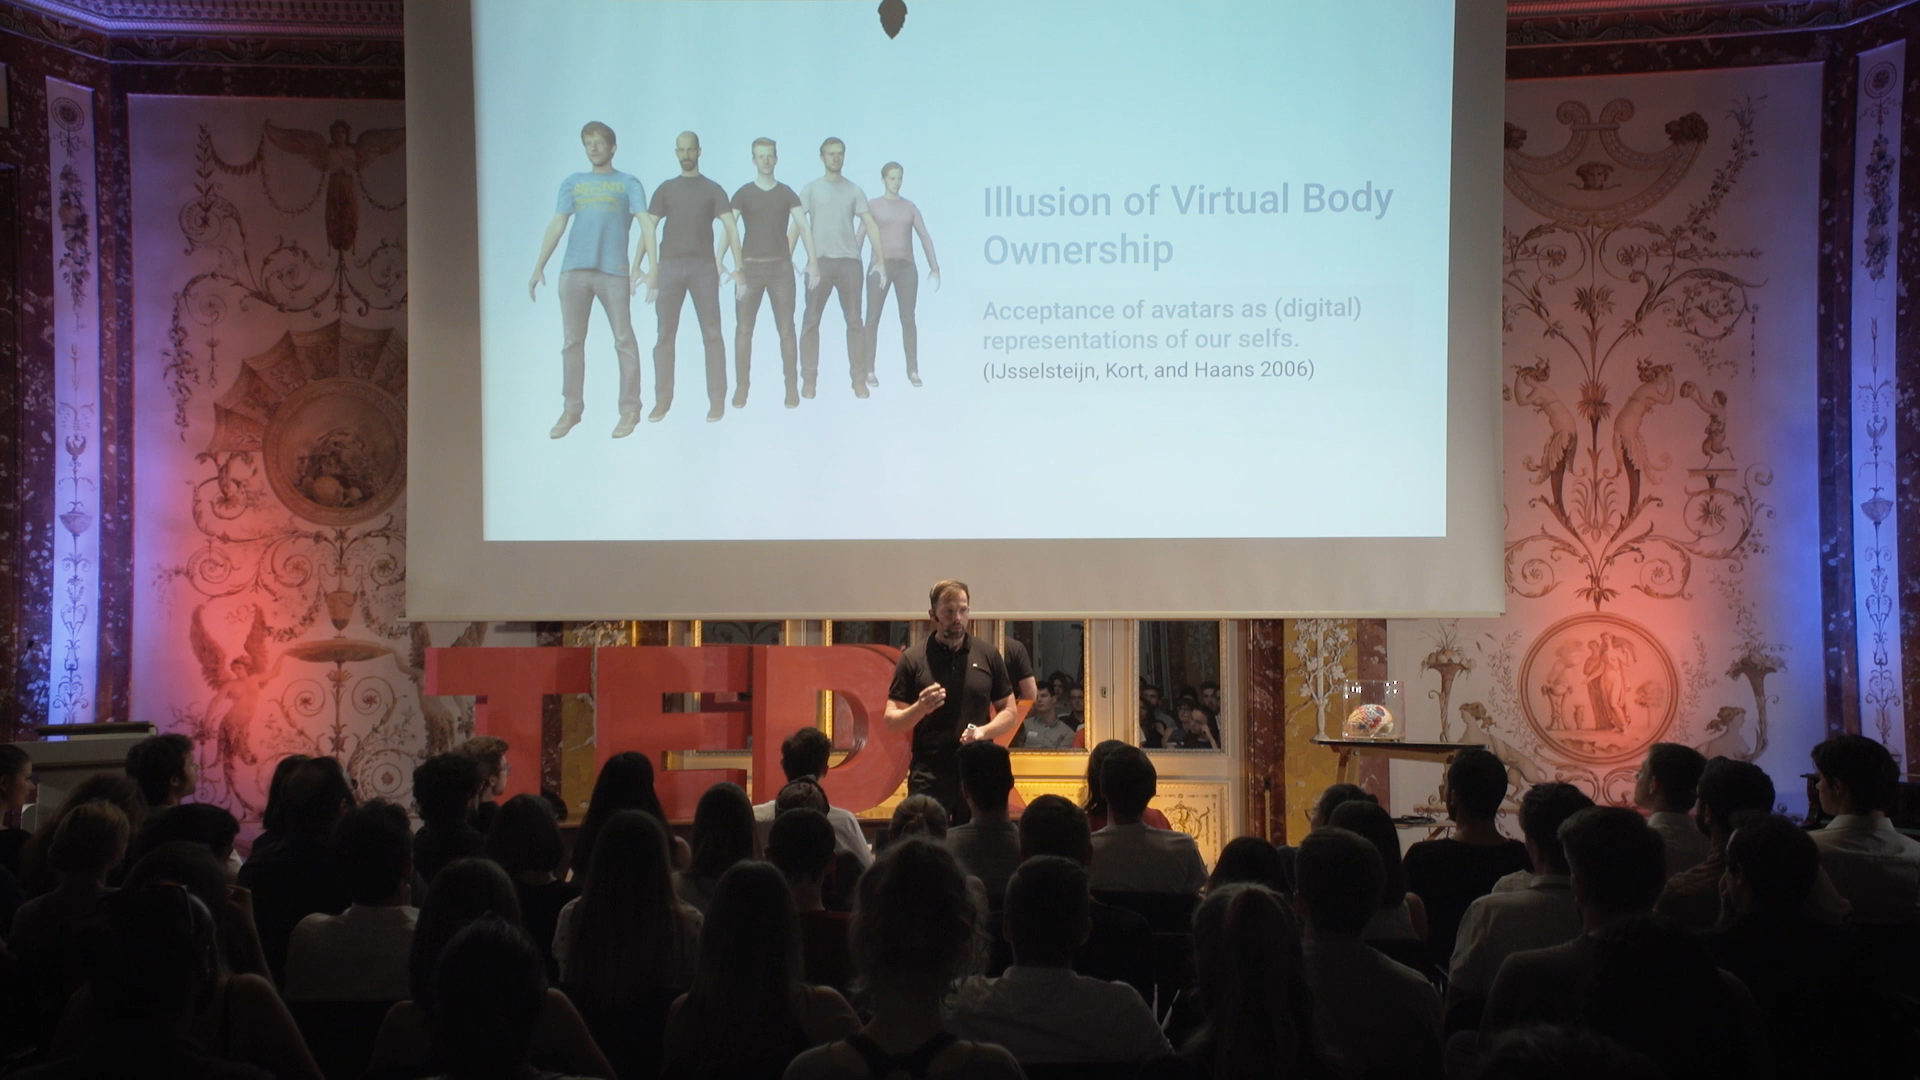 Illusion of Virtual Body
Ownership
Acceptance of avatars as (digital)
representations of our selfs.
(IJsselsteijn, Kort, and Haans 2006)
TEDx